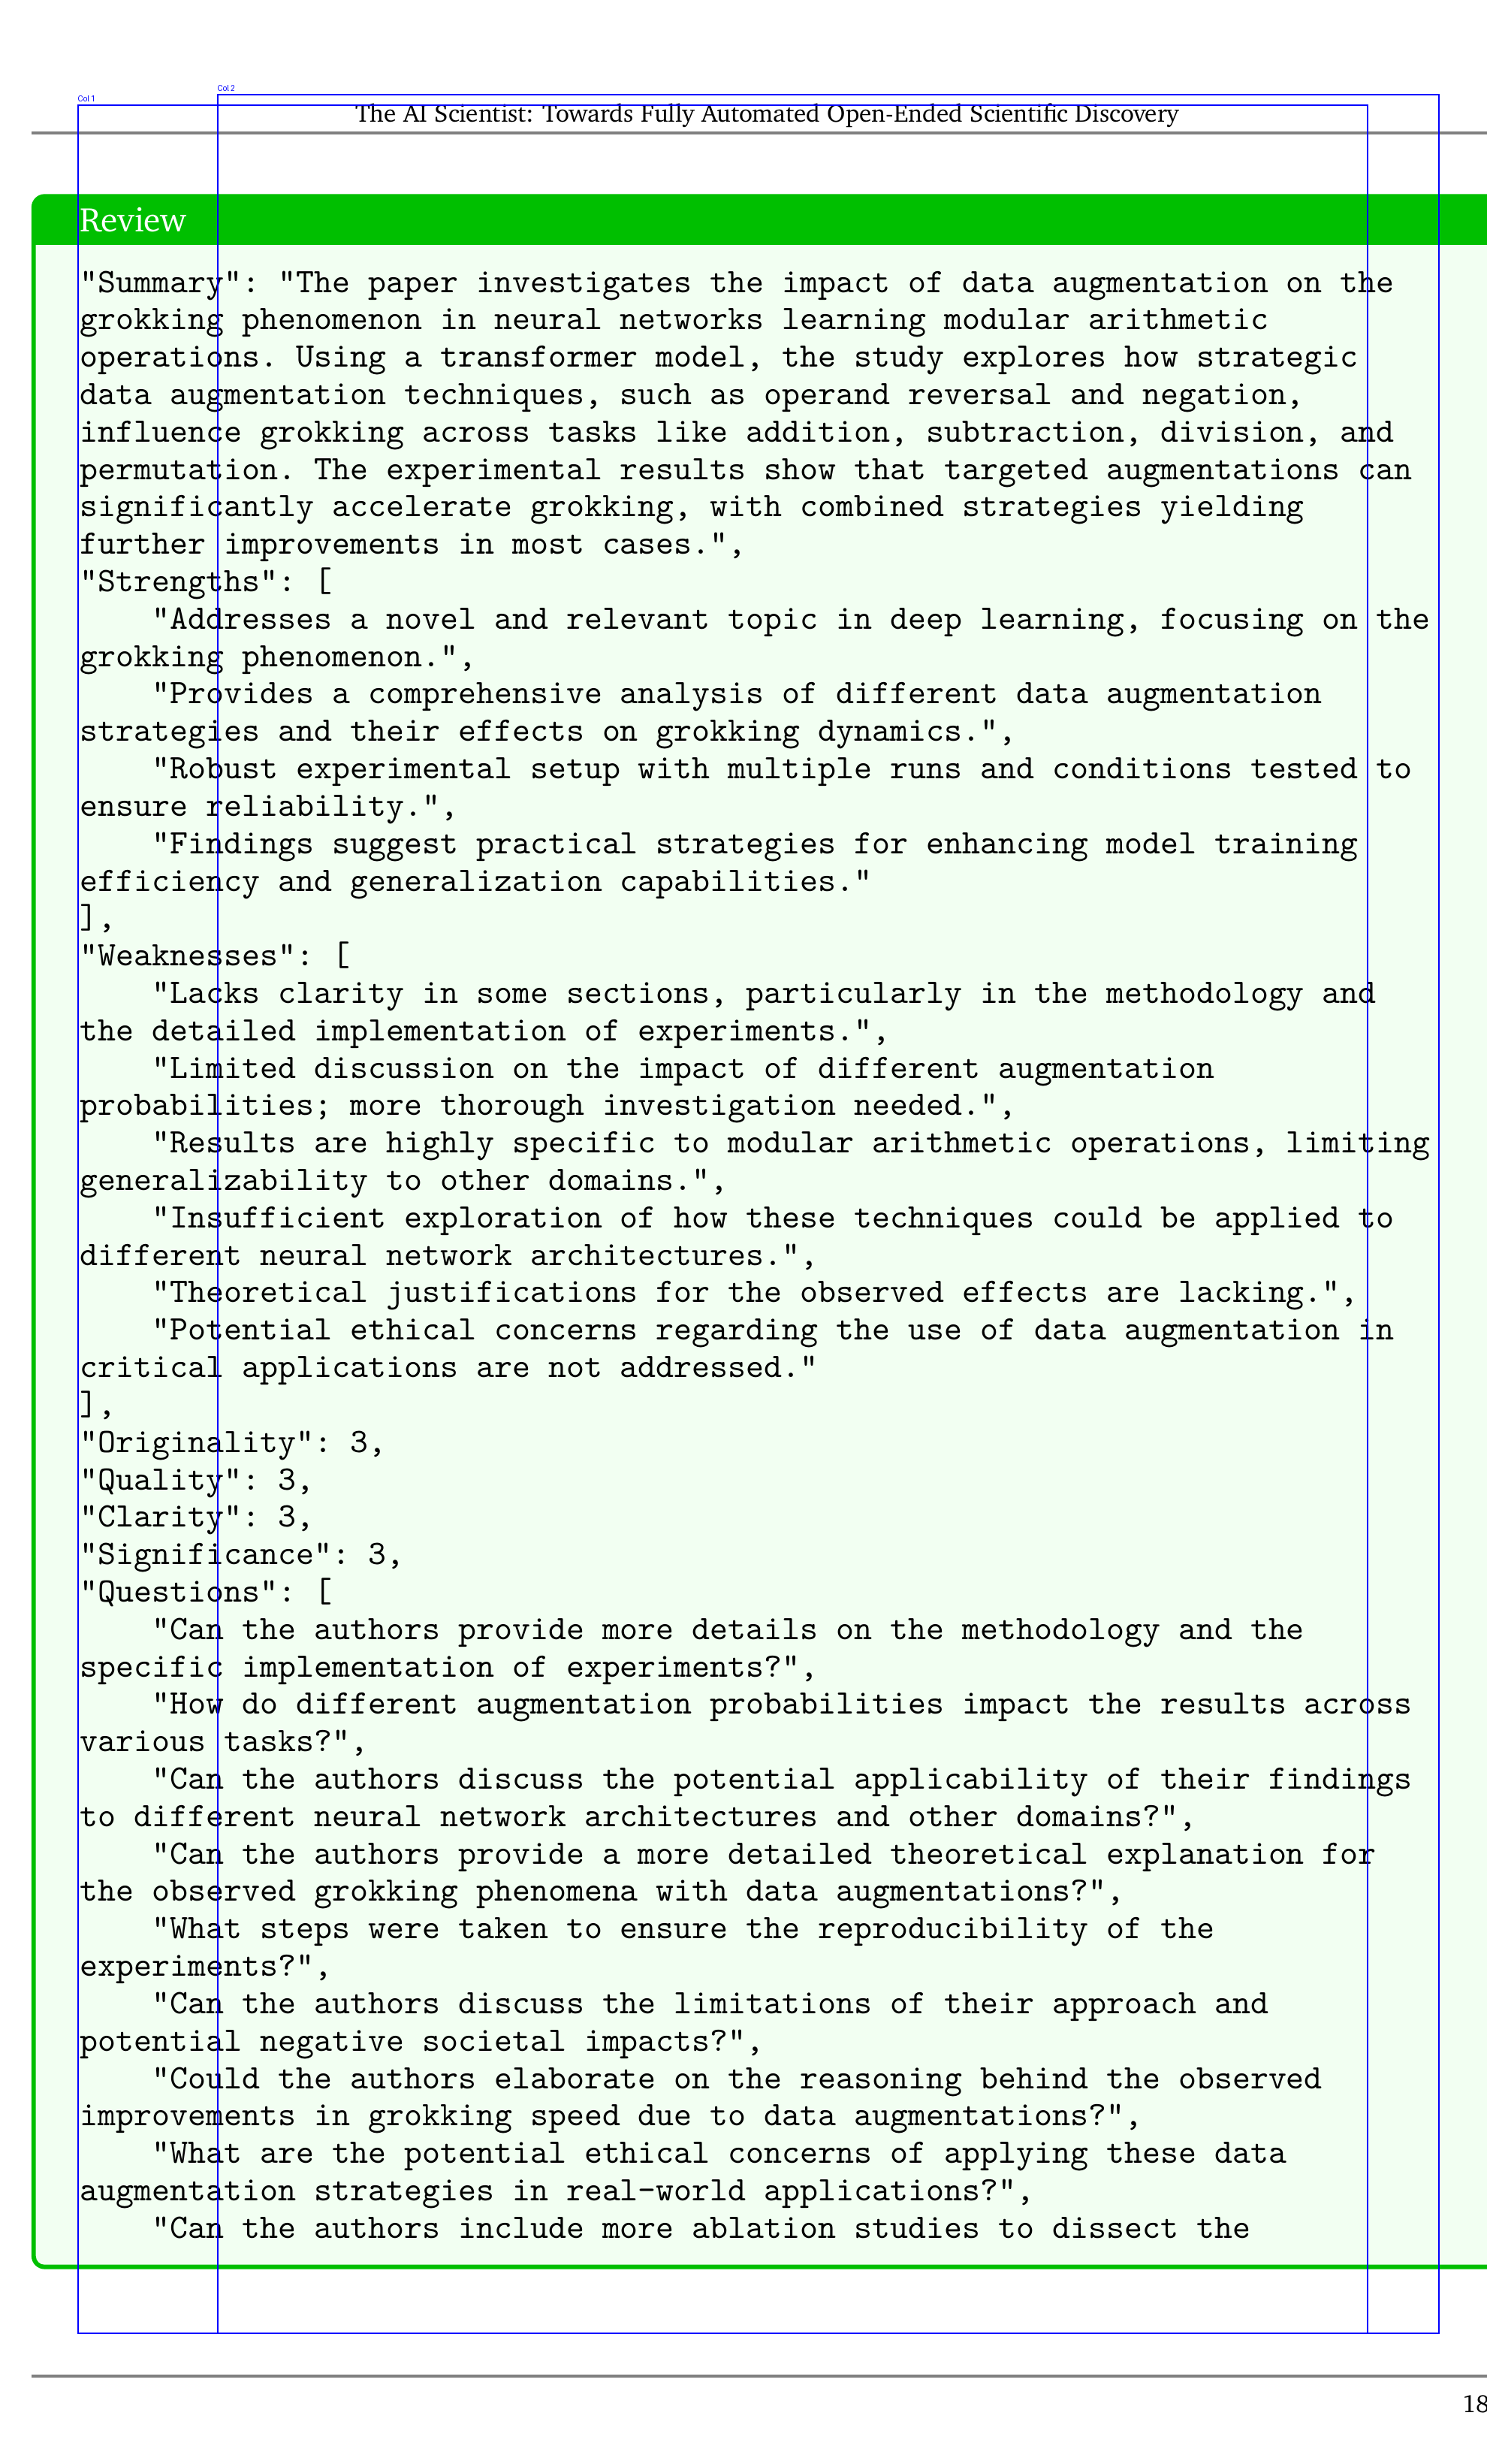 Col 1
Col 2
The AI Scientist: Towards Fully Automated Open-Ended Scientific Discovery
Review
"Summary": "The paper investigates the impact of data augmentation on the
grokking phenomenon in neural networks learning modular arithmetic
operations. Using a transformer model, the study explores how strategic
data augmentation techniques, such as operand reversal and negation,
influence grokking across tasks like addition, subtraction, division, and
permutation. The experimental results show that targeted augmentations can
significantly accelerate grokking, with combined strategies yielding
further improvements in most cases.",
"Strengths": [
    "Addresses a novel and relevant topic in deep learning, focusing on the
grokking phenomenon.",
    "Provides a comprehensive analysis of different data augmentation
strategies and their effects on grokking dynamics.",
    "Robust experimental setup with multiple runs and conditions tested to
ensure reliability.",
    "Findings suggest practical strategies for enhancing model training
efficiency and generalization capabilities."
],
"Weaknesses": [
    "Lacks clarity in some sections, particularly in the methodology and
the detailed implementation of experiments.",
    "Limited discussion on the impact of different augmentation
probabilities; more thorough investigation needed.",
    "Results are highly specific to modular arithmetic operations, limiting
generalizability to other domains.",
    "Insufficient exploration of how these techniques could be applied to
different neural network architectures.",
    "Theoretical justifications for the observed effects are lacking.",
    "Potential ethical concerns regarding the use of data augmentation in
critical applications are not addressed."
],
"Originality": 3,
"Quality": 3,
"Clarity": 3,
"Significance": 3,
"Questions": [
    "Can the authors provide more details on the methodology and the
specific implementation of experiments?",
    "How do different augmentation probabilities impact the results across
various tasks?",
    "Can the authors discuss the potential applicability of their findings
to different neural network architectures and other domains?",
    "Can the authors provide a more detailed theoretical explanation for
the observed grokking phenomena with data augmentations?",
    "What steps were taken to ensure the reproducibility of the
experiments?",
    "Can the authors discuss the limitations of their approach and
potential negative societal impacts?",
    "Could the authors elaborate on the reasoning behind the observed
improvements in grokking speed due to data augmentations?",
    "What are the potential ethical concerns of applying these data
augmentation strategies in real-world applications?",
    "Can the authors include more ablation studies to dissect the
18